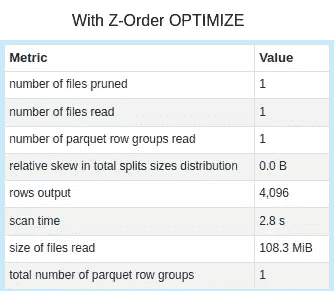 With Z-Order OPTIMIZE
Metric Value
number of files pruned 1
number of files read 1
number of parquet row groups read 1
relative skew in total splits sizes distribution 0.0 B
rows output 4,096
scan time 2.8 s
size of files read 108.3 MiB
total number of parquet row groups 1